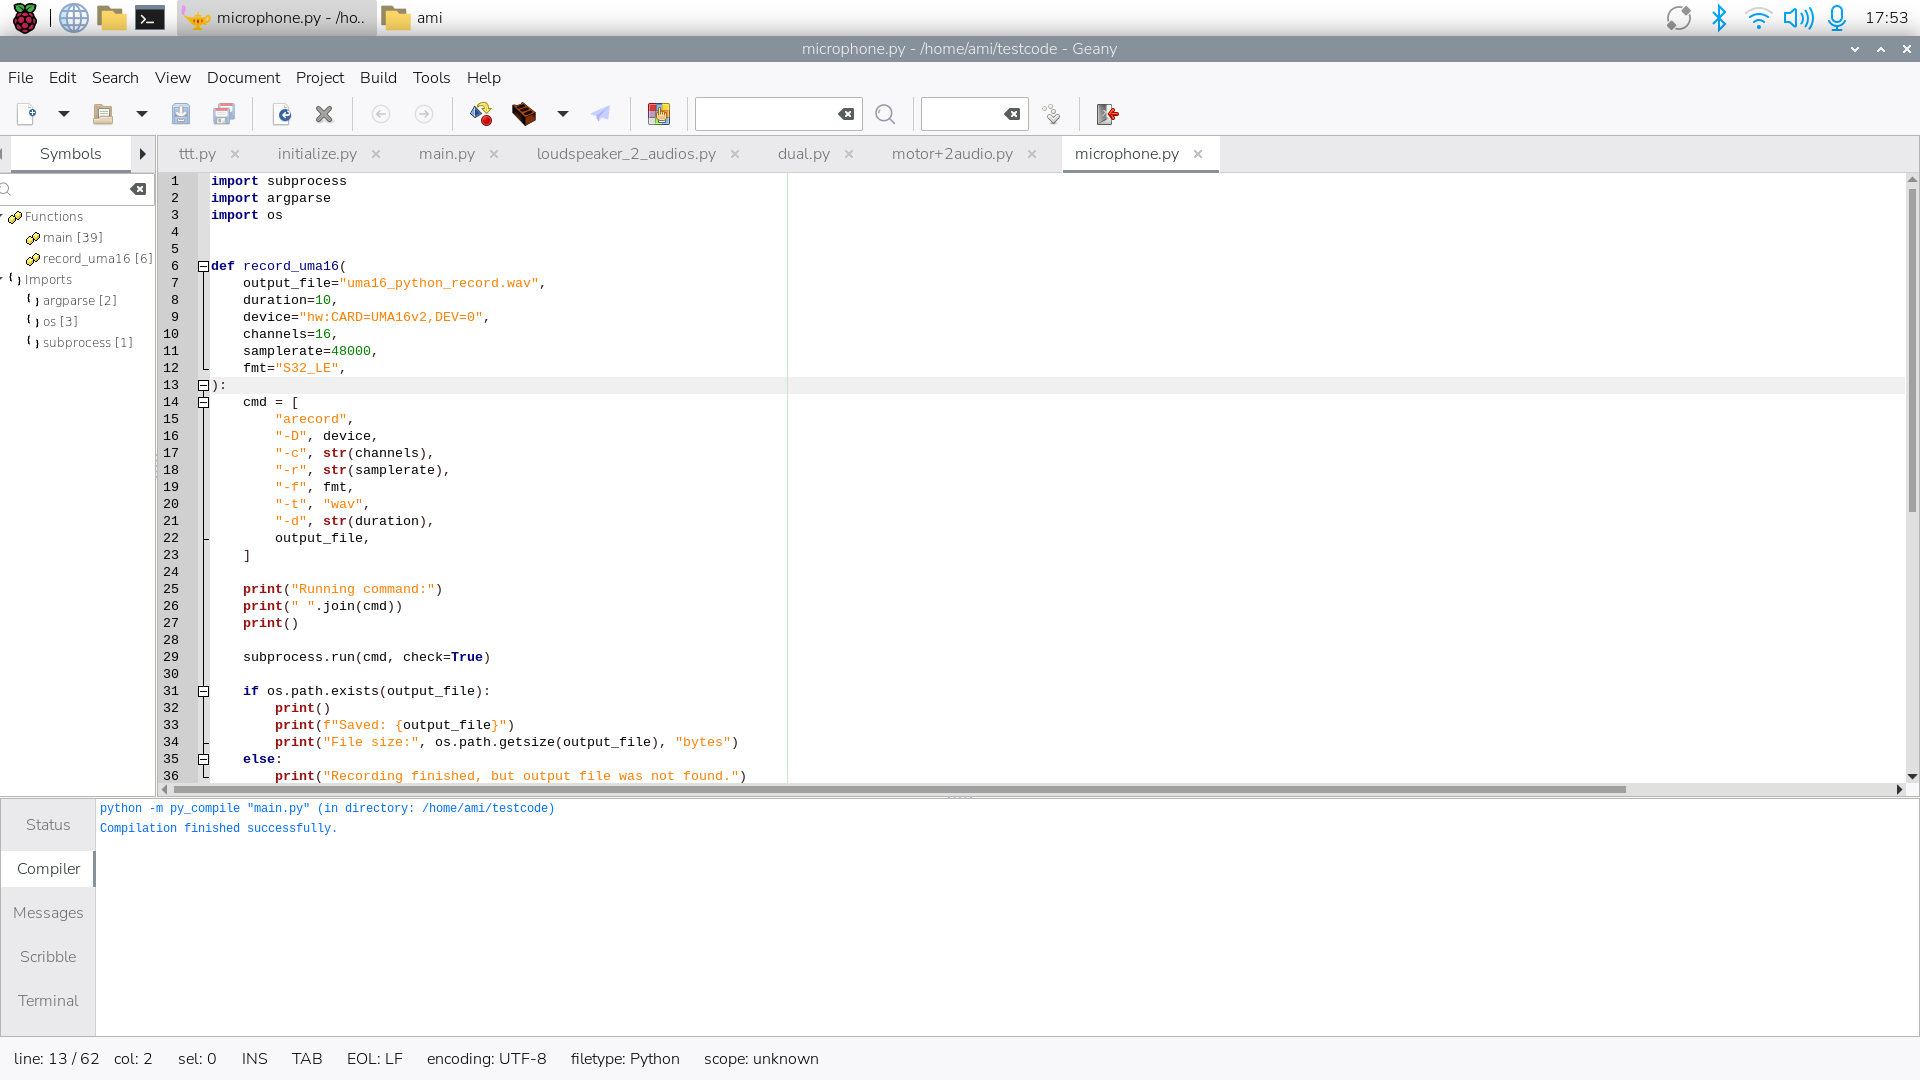 microphone.py - /ho..
ami
17:53
microphone.py - /home/ami/testcode - Geany
File Edit Search View Document Project Build Tools Help
Symbols
ttt.py
initialize.py
main.py
loudspeaker_2_audios.py
dual.py
motor+2audio.py
microphone.py
Functions
main [39]
record_uma16 [6]
Imports
argparse [2]
os [3]
subprocess [1]
1 import subprocess
2 import argparse
3 import os
4
5
6 def record_uma16(
7     output_file="uma16_python_record.wav",
8     duration=10,
9     device="hw:CARD=UMA16v2,DEV=0",
10     channels=16,
11     samplerate=48000,
12     fmt="S32_LE",
13 ):
14     cmd = [
15         "arecord",
16         "-D", device,
17         "-c", str(channels),
18         "-r", str(samplerate),
19         "-f", fmt,
20         "-t", "wav",
21         "-d", str(duration),
22         output_file,
23     ]
24
25     print("Running command:")
26     print(" ".join(cmd))
27     print()
28
29     subprocess.run(cmd, check=True)
30
31     if os.path.exists(output_file):
32         print()
33         print(f"Saved: {output_file}")
34         print("File size:", os.path.getsize(output_file), "bytes")
35     else:
36         print("Recording finished, but output file was not found.")
Status
Compiler
Messages
Scribble
Terminal
python -m py_compile "main.py" (in directory: /home/ami/testcode)
Compilation finished successfully.
line: 13 / 62 col: 2 sel: 0 INS TAB EOL: LF encoding: UTF-8 filetype: Python scope: unknown